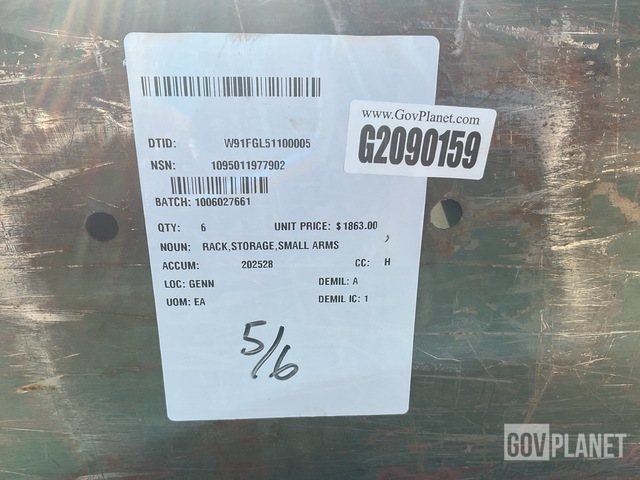 www.GovPlanet.com
G2090159
DTID: W91FGL51100005
NSN: 1095011977902
BATCH: 1006027661
QTY: 6 UNIT PRICE: $1863.00
NOUN: RACK,STORAGE,SMALL ARMS
ACCUM: 202528 CC: H
LOC: GENN DEMIL: A
UOM: EA DEMIL IC: 1
5/6
GOVPLANET